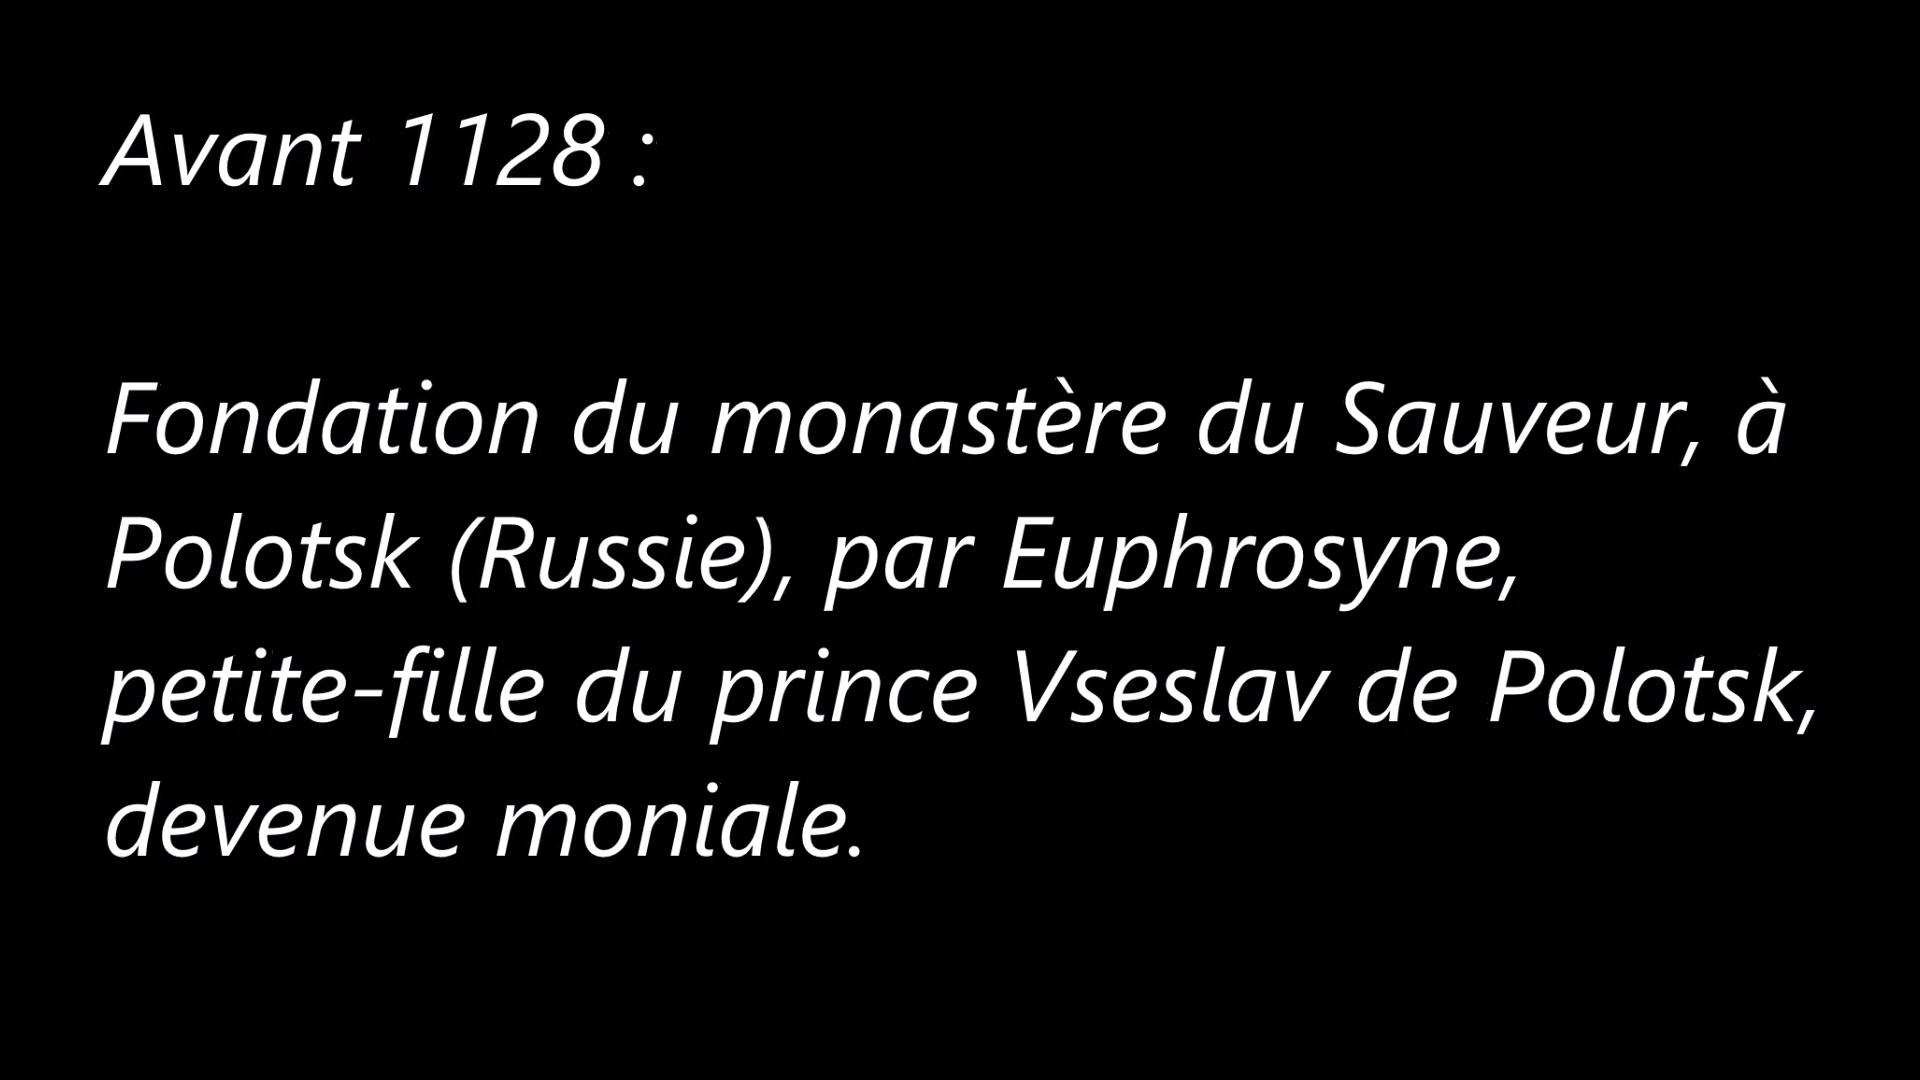 Avant 1128 :
Fondation du monastère du Sauveur, à
Polotsk (Russie), par Euphrosyne,
petite-fille du prince Vseslav de Polotsk,
devenue moniale.